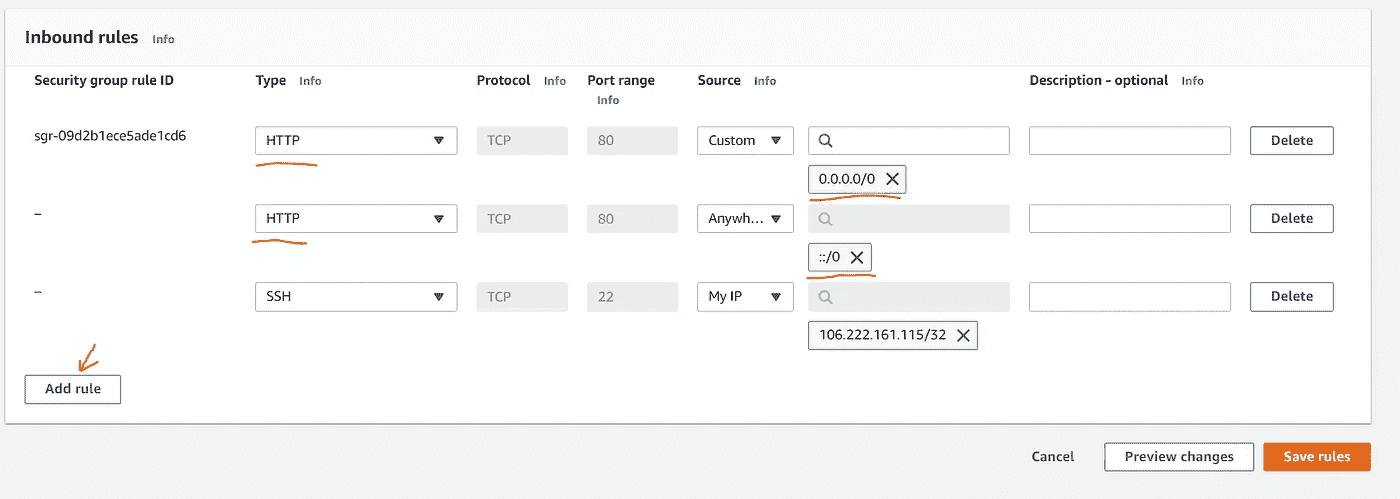 Inbound rules Info
Security group rule ID Type Info Protocol Info Port range Info Source Info Description - optional Info
sgr-09d2b1ece5ade1cd6 HTTP TCP 80 Custom Delete
0.0.0.0/0
– HTTP TCP 80 Anywh... Delete
::/0
– SSH TCP 22 My IP Delete
106.222.161.115/32
Add rule
Cancel Preview changes Save rules